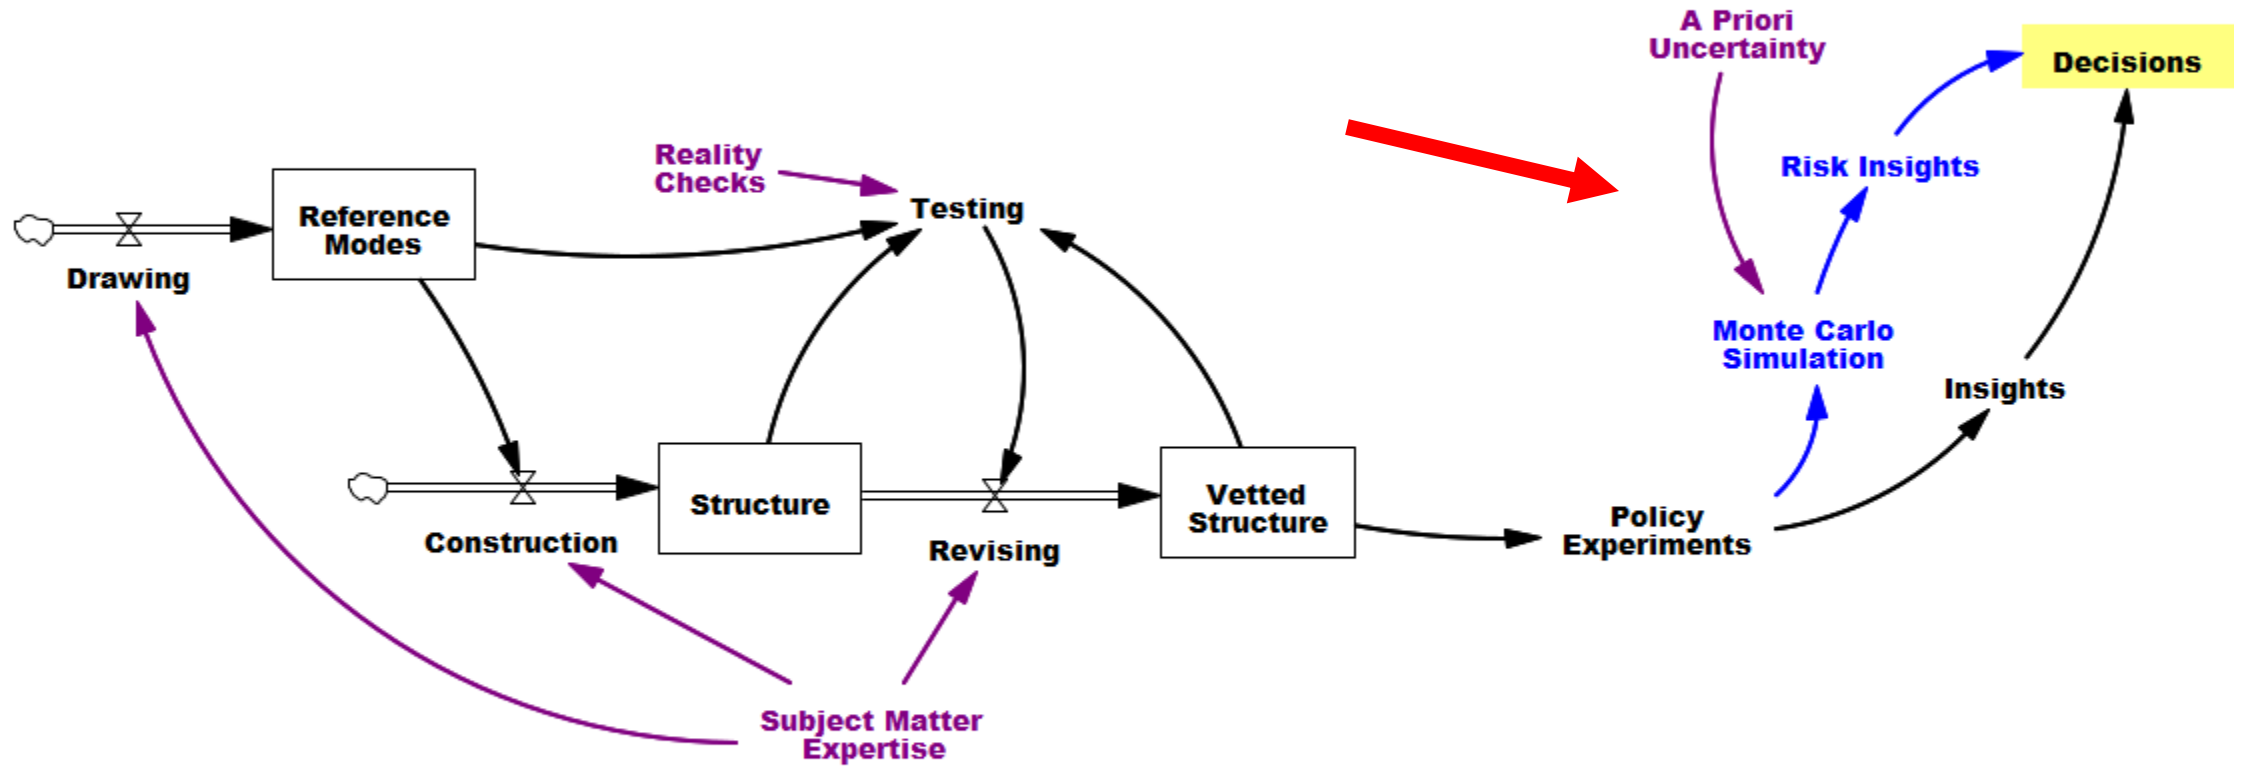 A Priori
Uncertainty
Decisions
Reality
Checks
Risk Insights
Testing
Reference
Modes
Drawing
Monte Carlo
Simulation
Insights
Structure
Vetted
Structure
Construction
Revising
Policy
Experiments
Subject Matter
Expertise